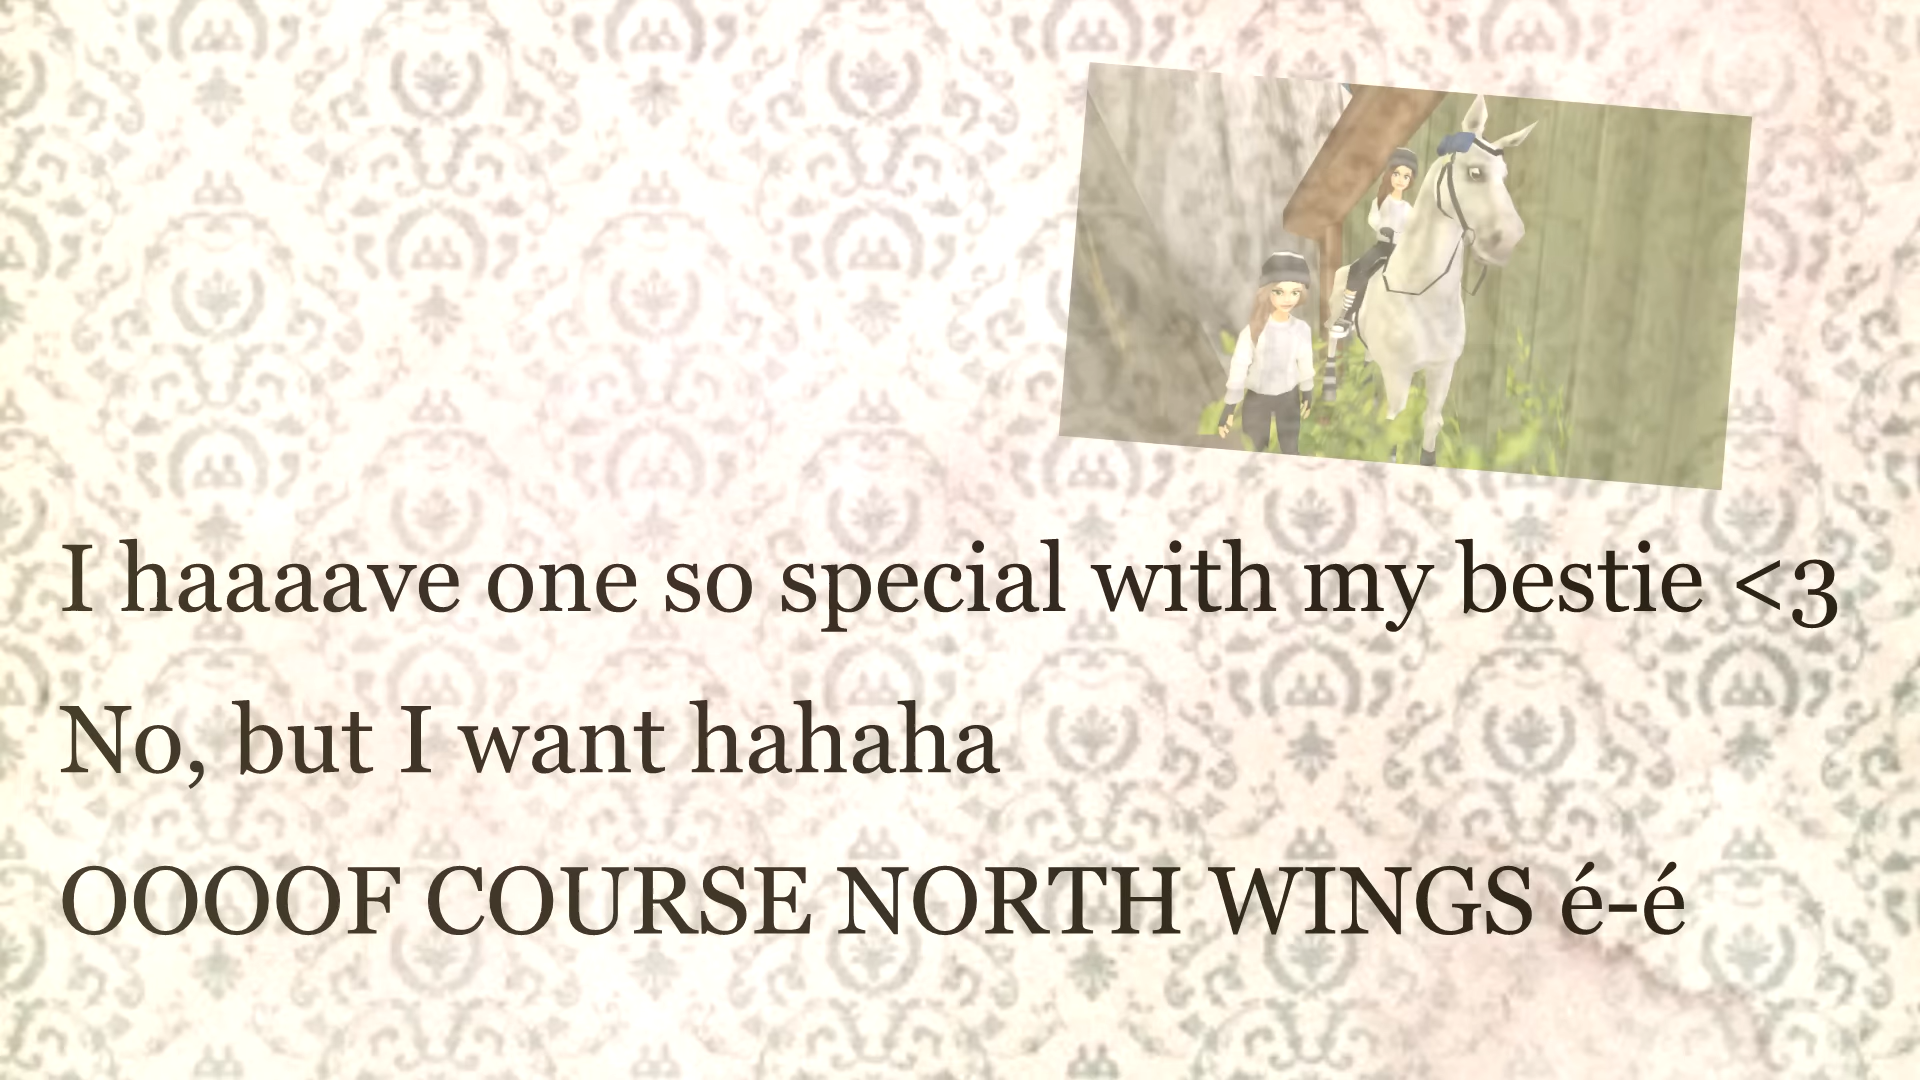 I haaaave one so special with my bestie <3
No, but I want hahaha
OOOOF COURSE NORTH WINGS é-é